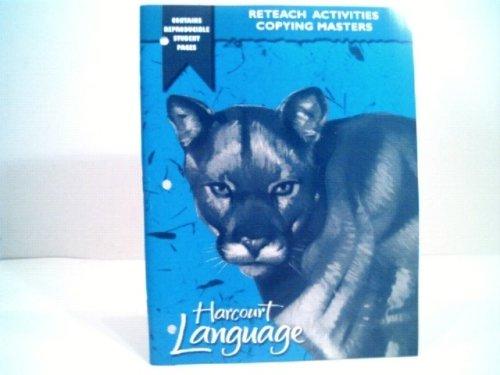 CONTAINS
REPRODUCIBLE
STUDENT
PAGES
RETEACH ACTIVITIES
COPYING MASTERS
Harcourt
Language